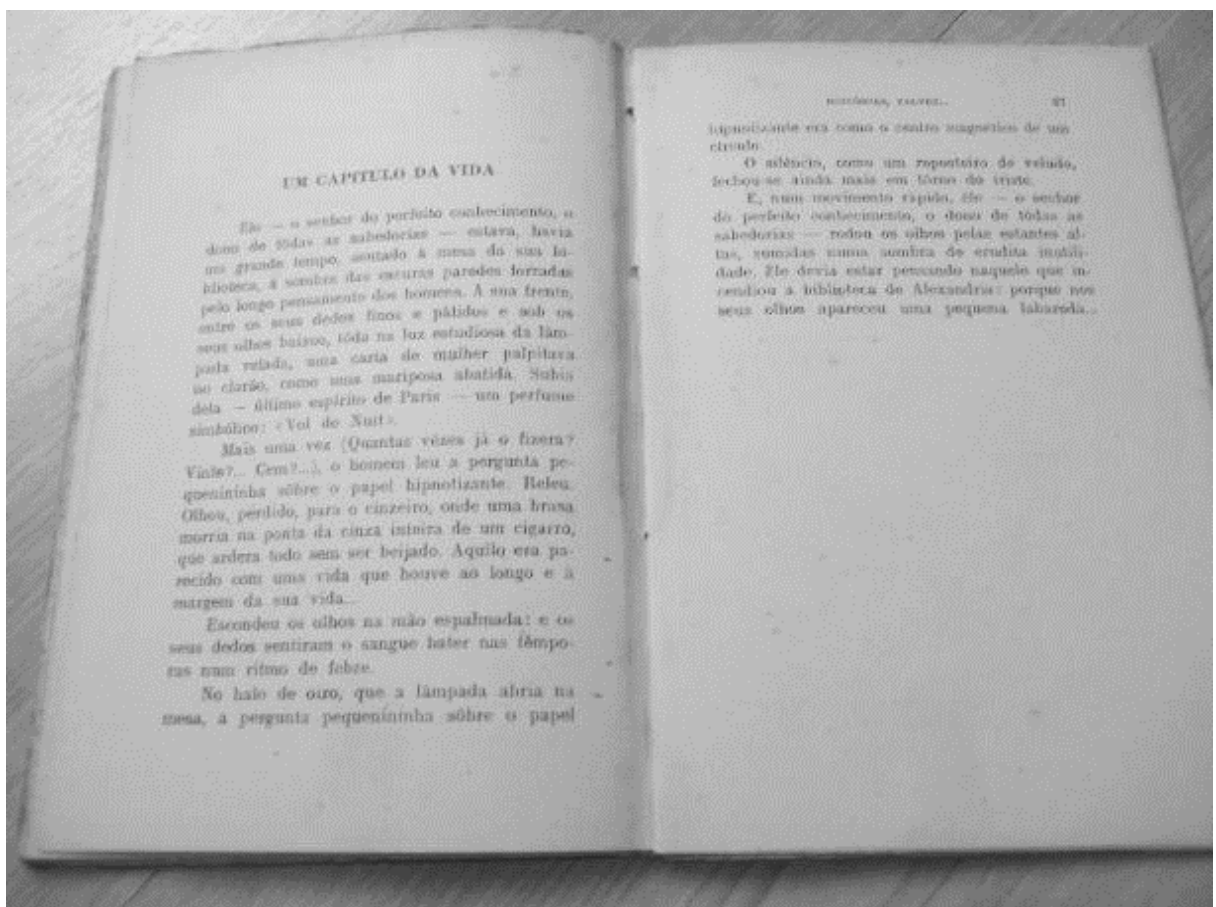 UM CAPITULO DA VIDA
Ele — o senhor do perfeito conhecimento, o
dono de tôdas as sabedorias — estava, havia
um grande tempo, sentado à mesa da sua bi-
blioteca, à sombra das escuras paredes forradas
pelo longo pensamento dos homens. À sua frente,
entre os seus dedos finos e pálidos e sob os
seus olhos baixos, tôda na luz estudiosa da lâm-
pada velada, uma carta de mulher palpitava
no clarão, como uma mariposa abatida. Subia
dela — último espírito de Paris — um perfume
simbólico: «Vol de Nuit».
Mais uma vez (Quantas vêzes já o fizera?
Vinte?... Cem?...), o homem leu a pergunta pe-
queníninha sôbre o papel hipnotizante. Releu.
Olhou, perdido, para o cinzeiro, onde uma brasa
morria na ponta da cinza inteira de um cigarro,
que ardera todo sem ser beijado. Aquilo era pa-
recido com uma vida que houve ao longo e à
margem da sua vida...
Escondeu os olhos na mão espalmada: e os
seus dedos sentiram o sangue bater nas têmpo-
ras num ritmo de febre.
No halo de ouro, que a lâmpada abria na
mesa, a pergunta pequeníninha sôbre o papel
HISTÓRIAS, TALVEZ...
hipnotizante era como o centro magnético de um
círculo.
O silêncio, como um reposteiro de veludo,
fechou-se ainda mais em tôrno do triste.
E, num movimento rápido, êle — o senhor
do perfeito conhecimento, o dono de tôdas as
sabedorias — rodou os olhos pelas estantes al-
tas, sumidas numa sombra de erudita imobili-
dade. Êle devia estar pensando naquele que in-
cendiou a biblioteca de Alexandria: porque nos
seus olhos apareceu uma pequena labareda...